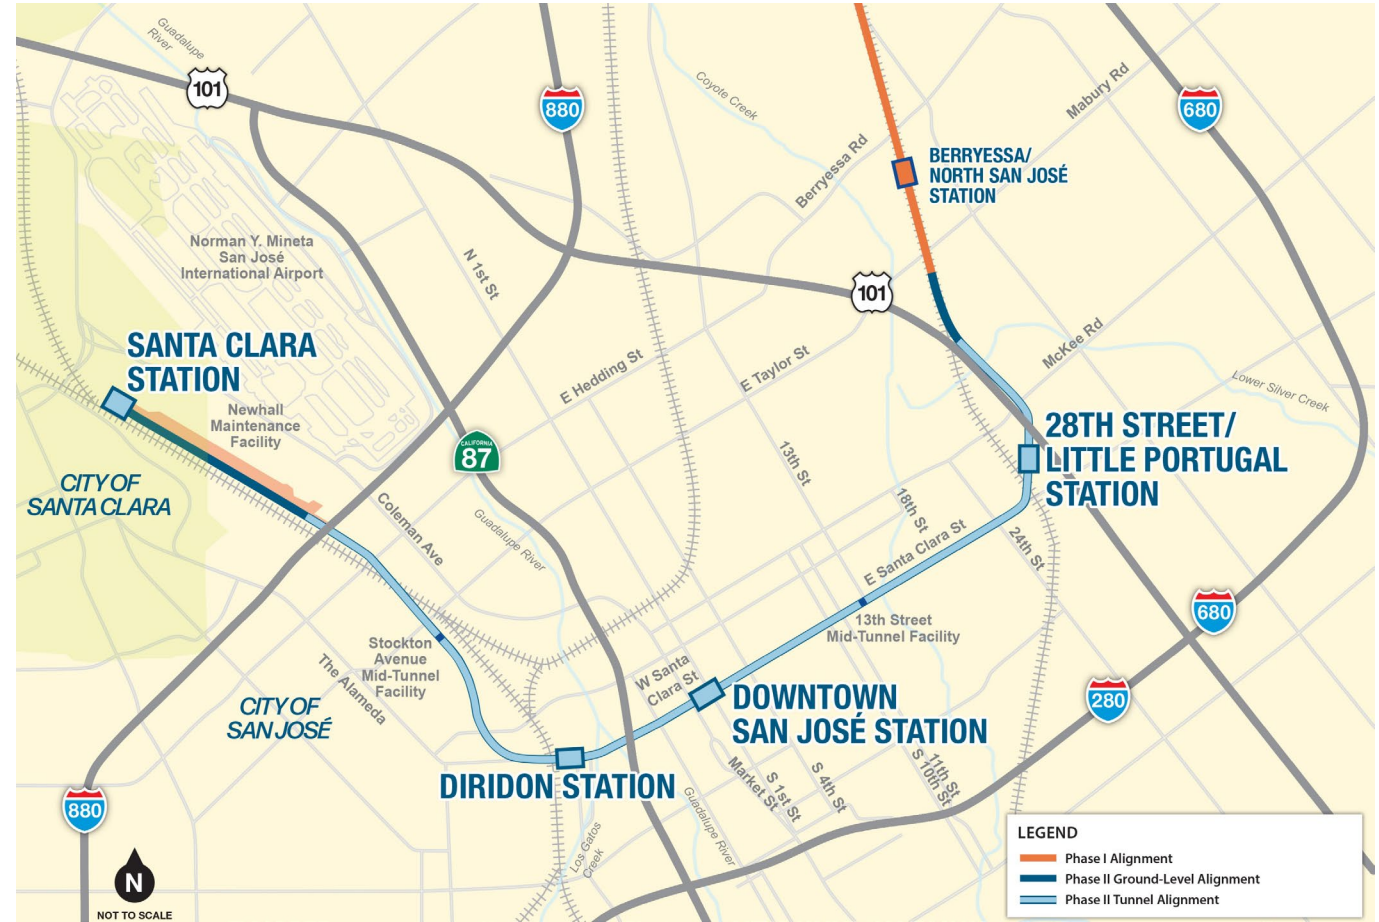 Guadalupe
River
101
880
Coyote Creek
Mabury Rd
680
Berryessa Rd
BERRYESSA/
NORTH SAN JOSÉ
STATION
Norman Y. Mineta
San José
International Airport
N 1st St
101
SANTA CLARA
STATION
McKee Rd
E Hedding St
E Taylor St
Lower Silver Creek
Newhall
Maintenance
Facility
CALIFORNIA
87
28TH STREET/
LITTLE PORTUGAL
STATION
13th St
CITY OF
SANTA CLARA
Coleman Ave
Guadalupe River
18th St
E Santa Clara St
24th St
680
13th Street
Mid-Tunnel Facility
Stockton
Avenue
Mid-Tunnel
Facility
The Alameda
W Santa
Clara St
CITY OF
SAN JOSÉ
DOWNTOWN
SAN JOSÉ STATION
280
DIRIDON STATION
Market St
S 1st St
S 4th St
S 10th St
11th St
880
Guadalupe River
Los Gatos
Creek
N
NOT TO SCALE
LEGEND
Phase I Alignment
Phase II Ground-Level Alignment
Phase II Tunnel Alignment